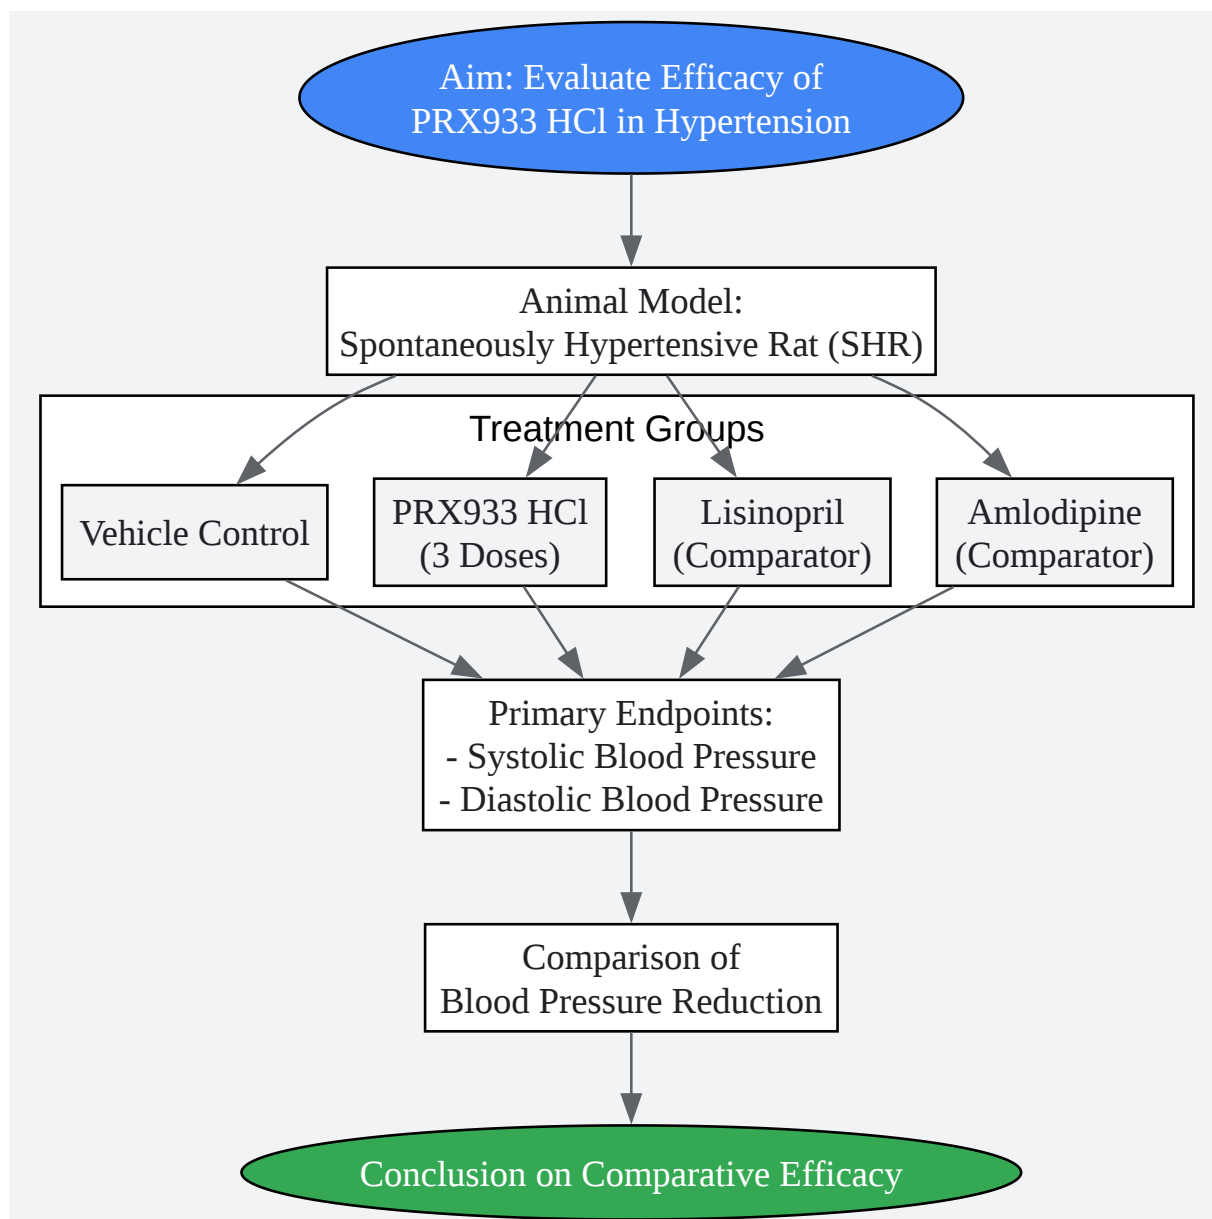 Aim: Evaluate Efficacy of
PRX933 HCl in Hypertension
Animal Model:
Spontaneously Hypertensive Rat (SHR)
Treatment Groups
Vehicle Control
PRX933 HCl
(3 Doses)
Lisinopril
(Comparator)
Amlodipine
(Comparator)
Primary Endpoints:
- Systolic Blood Pressure
- Diastolic Blood Pressure
Comparison of
Blood Pressure Reduction
Conclusion on Comparative Efficacy